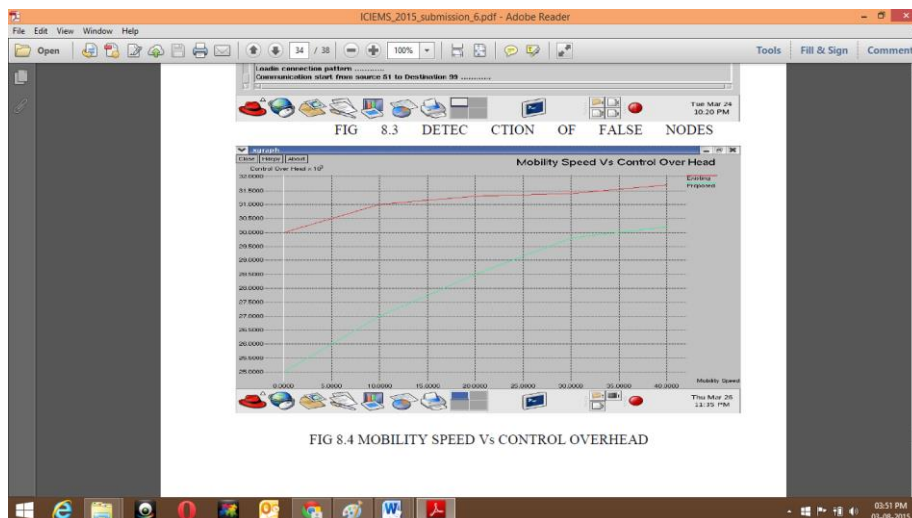 ICIEMS_2015_submission_6.pdf - Adobe Reader
File Edit View Window Help
Open 34 / 38 100% Tools Fill & Sign Comment
Loadin connection pattern ...........
Communication start from source 51 to Destination 99 ...........
Tue Mar 24
10:20 PM
FIG 8.3 DETEC CTION OF FALSE NODES
xgraph
Close Hdcpy About Mobility Speed Vs Control Over Head
Control Over Head x 10³
Existing
Proposed
32.0000
31.5000
31.0000
30.5000
30.0000
29.5000
29.0000
28.5000
28.0000
27.5000
27.0000
26.5000
26.0000
25.5000
25.0000
0.0000 5.0000 10.0000 15.0000 20.0000 25.0000 30.0000 35.0000 40.0000
Mobility Speed
Thu Mar 26
11:35 PM
FIG 8.4 MOBILITY SPEED Vs CONTROL OVERHEAD
03:51 PM
03-08-2015